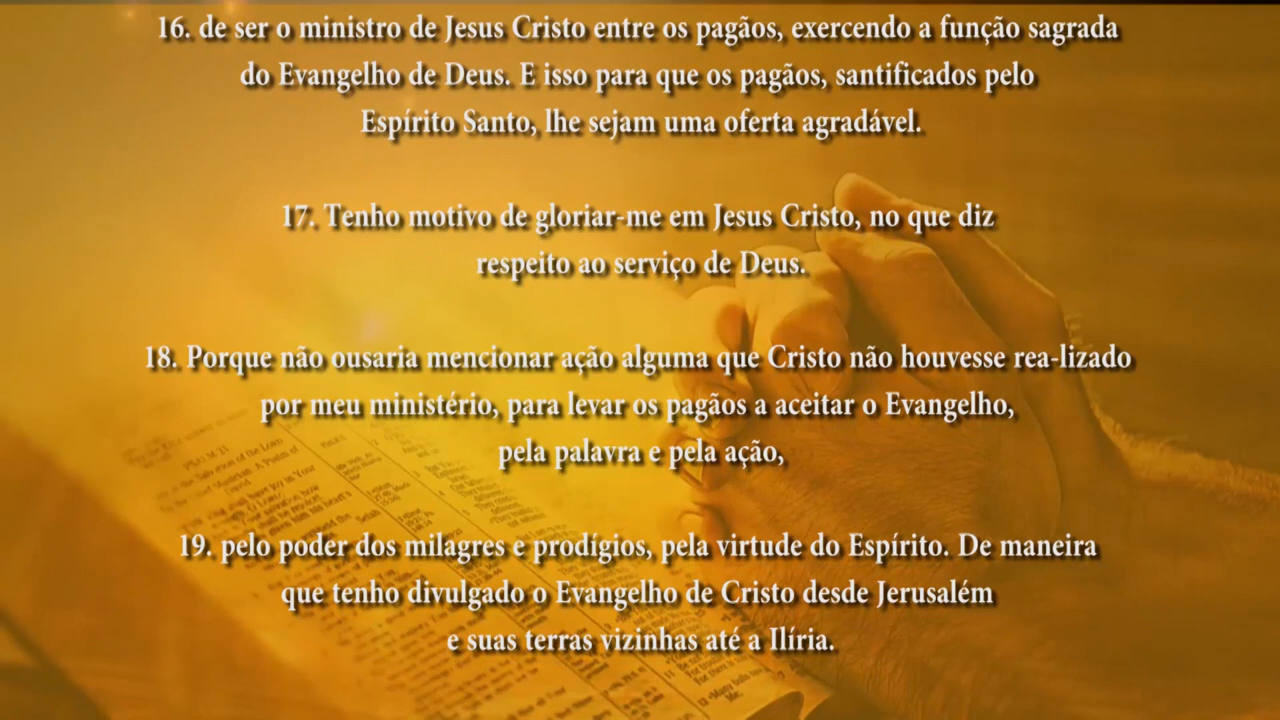 16. de ser o ministro de Jesus Cristo entre os pagãos, exercendo a função sagrada
do Evangelho de Deus. E isso para que os pagãos, santificados pelo
Espírito Santo, lhe sejam uma oferta agradável.
17. Tenho motivo de gloriar-me em Jesus Cristo, no que diz
respeito ao serviço de Deus.
18. Porque não ousaria mencionar ação alguma que Cristo não houvesse rea-lizado
por meu ministério, para levar os pagãos a aceitar o Evangelho,
pela palavra e pela ação,
19. pelo poder dos milagres e prodígios, pela virtude do Espírito. De maneira
que tenho divulgado o Evangelho de Cristo desde Jerusalém
e suas terras vizinhas até a Ilíria.